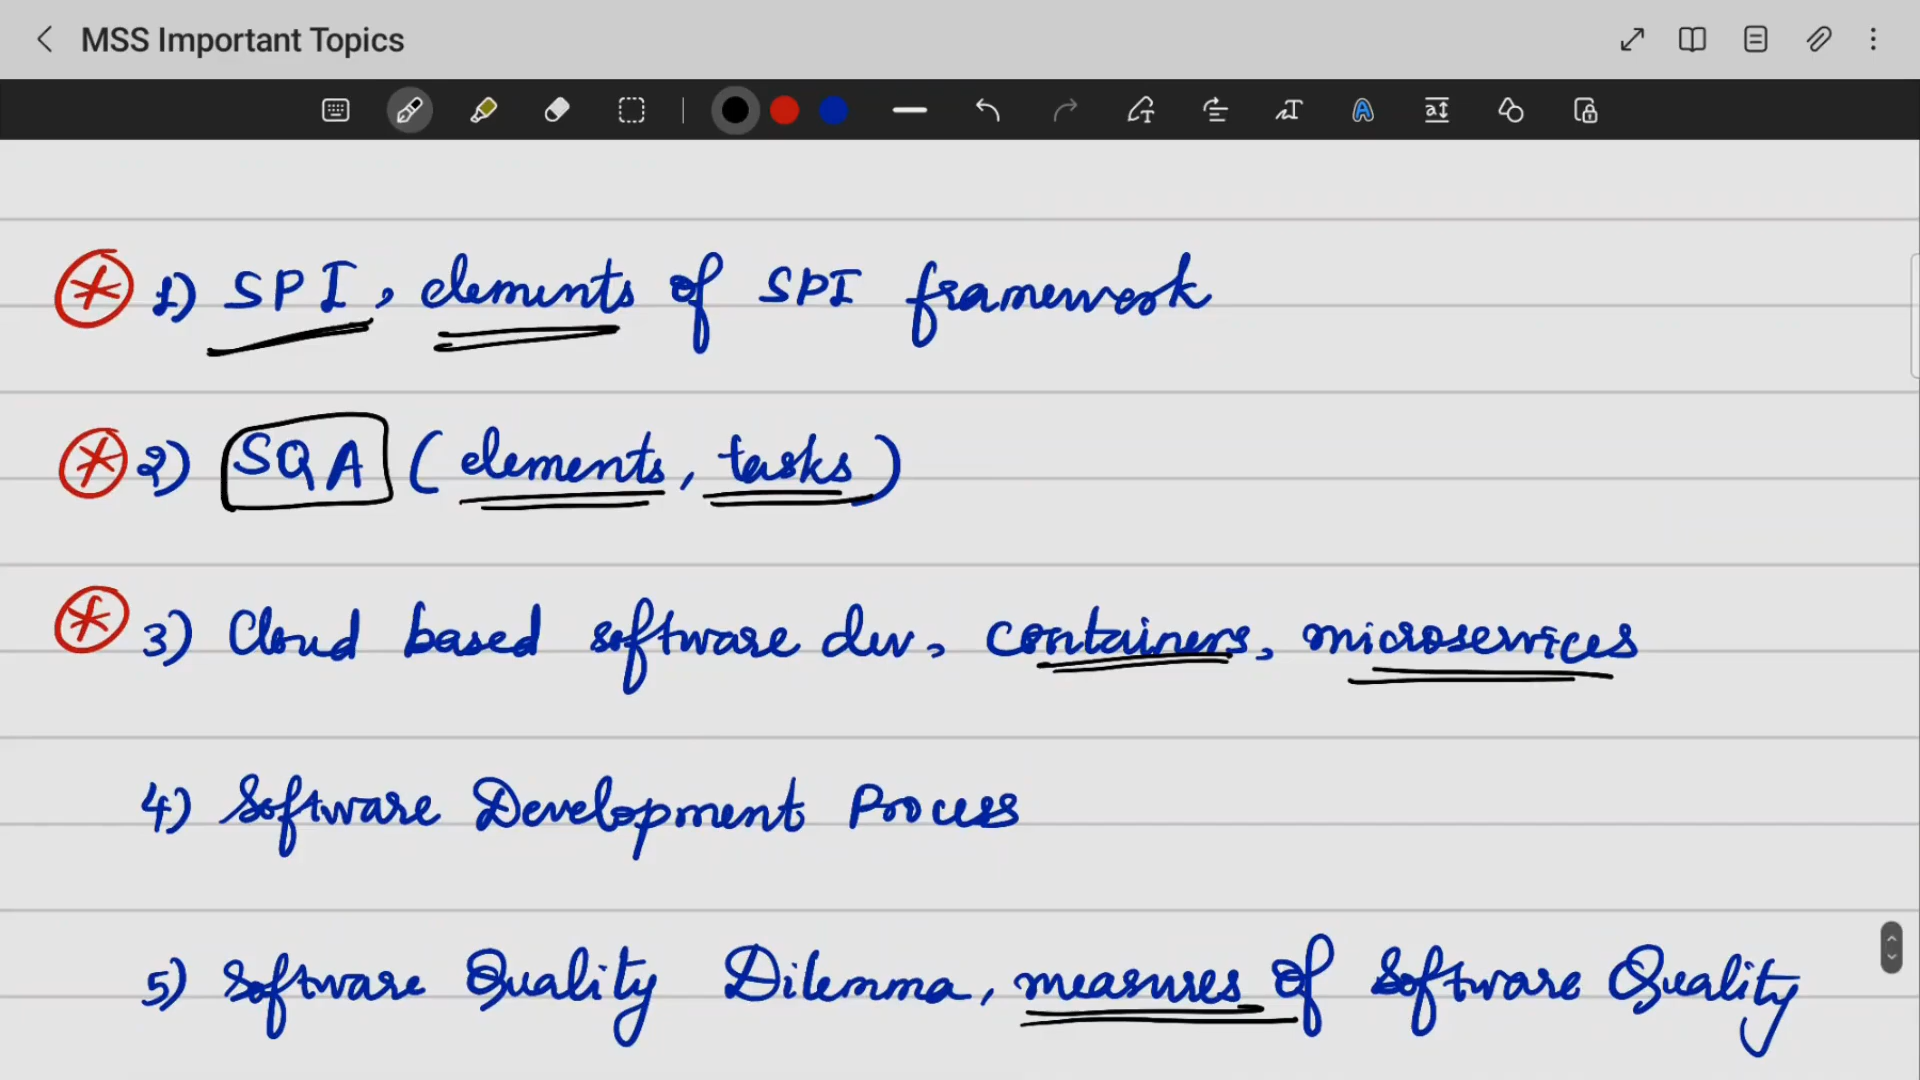 MSS Important Topics
1) SPI, elements of SPI framework
2) SQA (elements, tasks)
3) Cloud based software dev, containers, microservices
4) Software Development Process
5) Software Quality Dilemma, measures of Software Quality